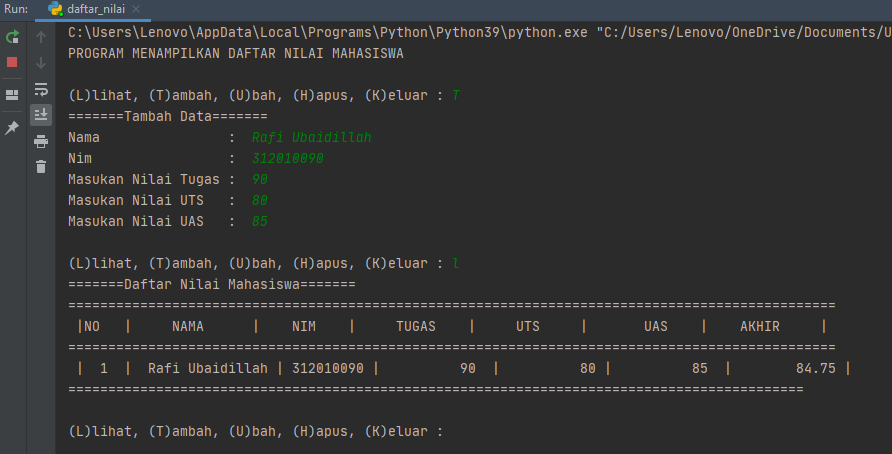 Run: daftar_nilai ×
C:\Users\Lenovo\AppData\Local\Programs\Python\Python39\python.exe "C:/Users/Lenovo/OneDrive/Documents/U
PROGRAM MENAMPILKAN DAFTAR NILAI MAHASISWA
(L)lihat, (T)ambah, (U)bah, (H)apus, (K)eluar : T
=======Tambah Data=======
Nama                :  Rafi Ubaidillah
Nim                 :  312010090
Masukan Nilai Tugas :  90
Masukan Nilai UTS   :  80
Masukan Nilai UAS   :  85
(L)lihat, (T)ambah, (U)bah, (H)apus, (K)eluar : l
=======Daftar Nilai Mahasiswa=======
================================================================================================
 |NO   |     NAMA      |    NIM    |     TUGAS    |     UTS     |       UAS    |    AKHIR     |
================================================================================================
 |  1  |  Rafi Ubaidillah | 312010090 |          90  |          80 |          85  |        84.75 |
============================================================================================
(L)lihat, (T)ambah, (U)bah, (H)apus, (K)eluar :